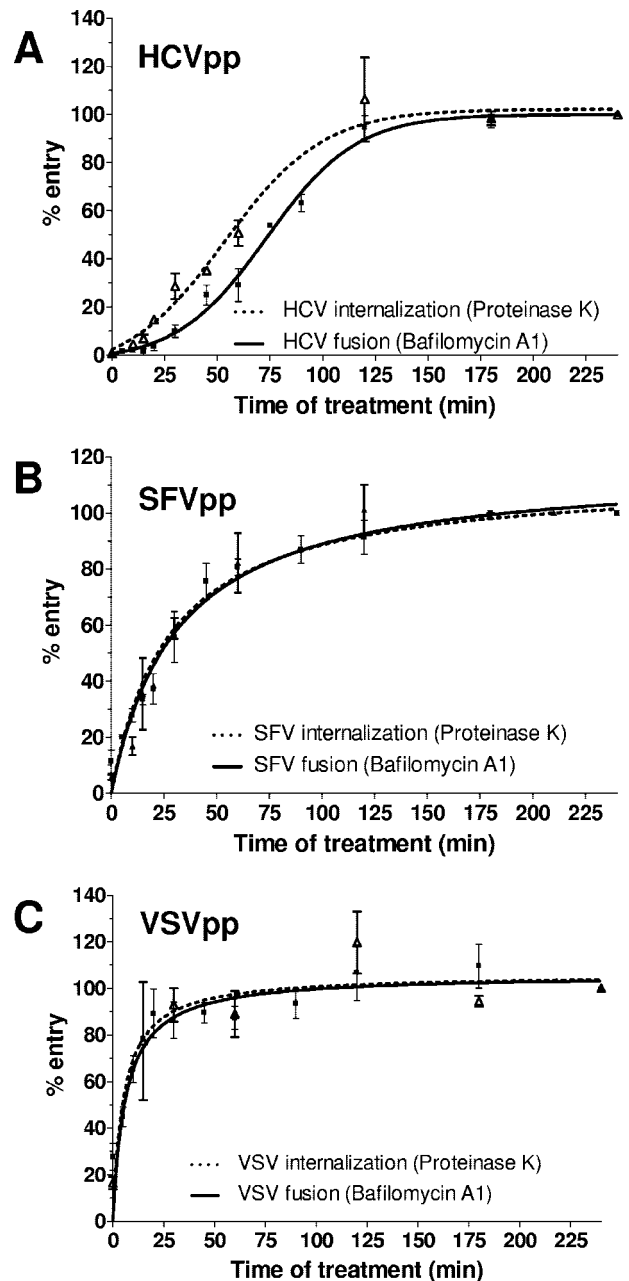 A
HCVpp
140
120
100
80
60
40
20
0
% entry
HCV internalization (Proteinase K)
HCV fusion (Bafilomycin A1)
0 25 50 75 100 125 150 175 200 225
Time of treatment (min)
B
SFVpp
120
100
80
60
40
20
0
% entry
SFV internalization (Proteinase K)
SFV fusion (Bafilomycin A1)
0 25 50 75 100 125 150 175 200 225
Time of treatment (min)
C
VSVpp
140
120
100
80
60
40
20
0
% entry
VSV internalization (Proteinase K)
VSV fusion (Bafilomycin A1)
0 25 50 75 100 125 150 175 200 225
Time of treatment (min)